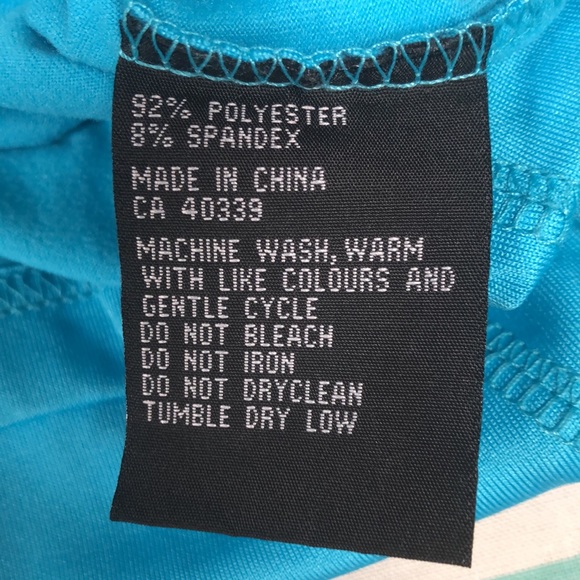 92% POLYESTER
8% SPANDEX
MADE IN CHINA
CA 40339
MACHINE WASH, WARM
WITH LIKE COLOURS AND
GENTLE CYCLE
DO NOT BLEACH
DO NOT IRON
DO NOT DRYCLEAN
TUMBLE DRY LOW